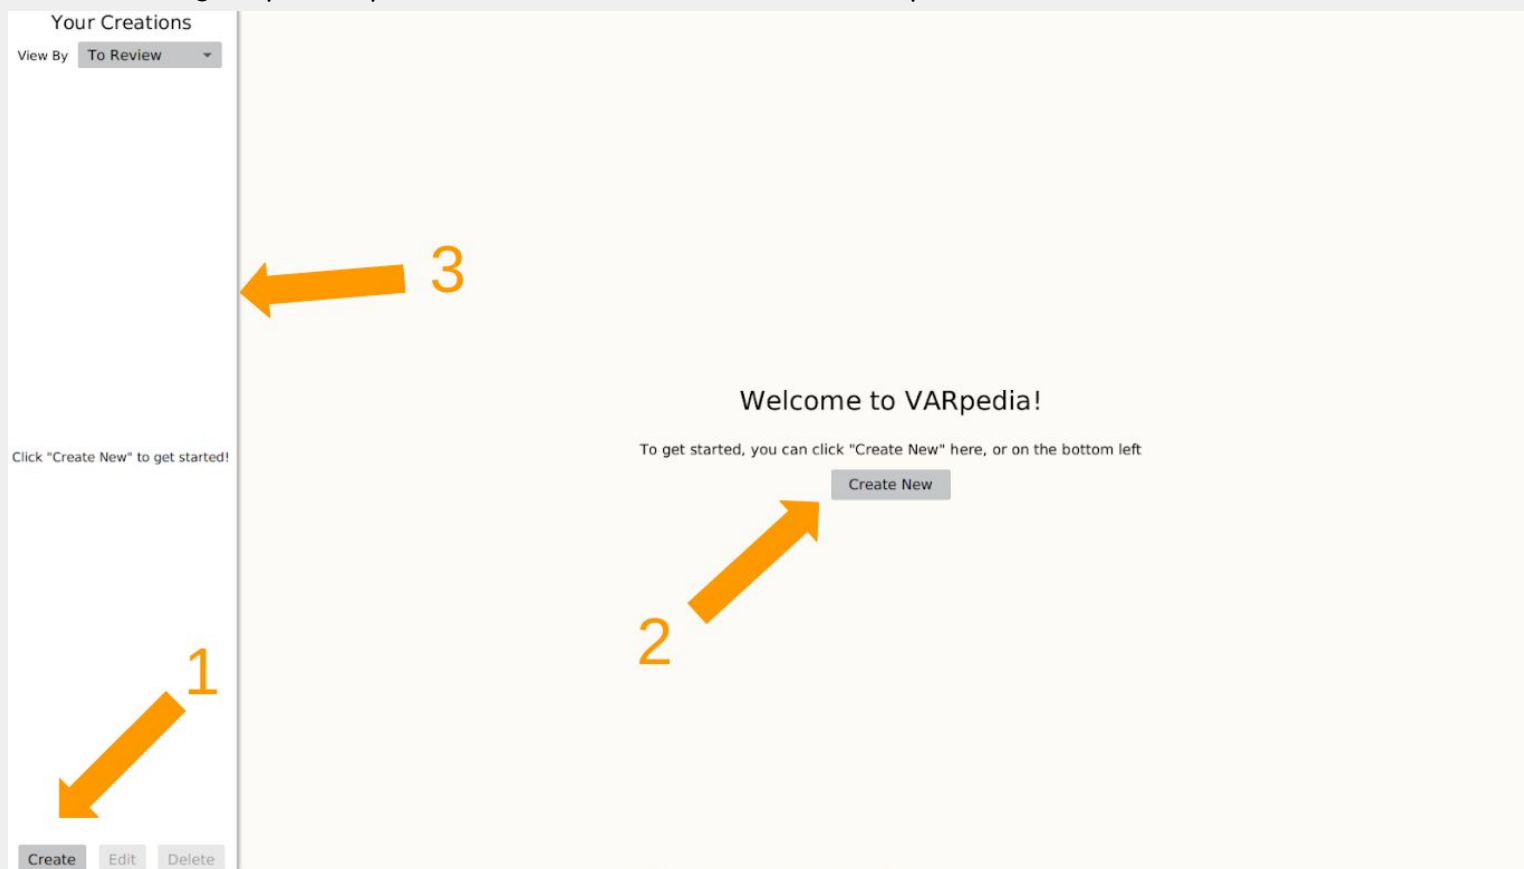 Your Creations
View By To Review
3
Welcome to VARpedia!
To get started, you can click "Create New" here, or on the bottom left
Click "Create New" to get started!
Create New
2
1
Create Edit Delete